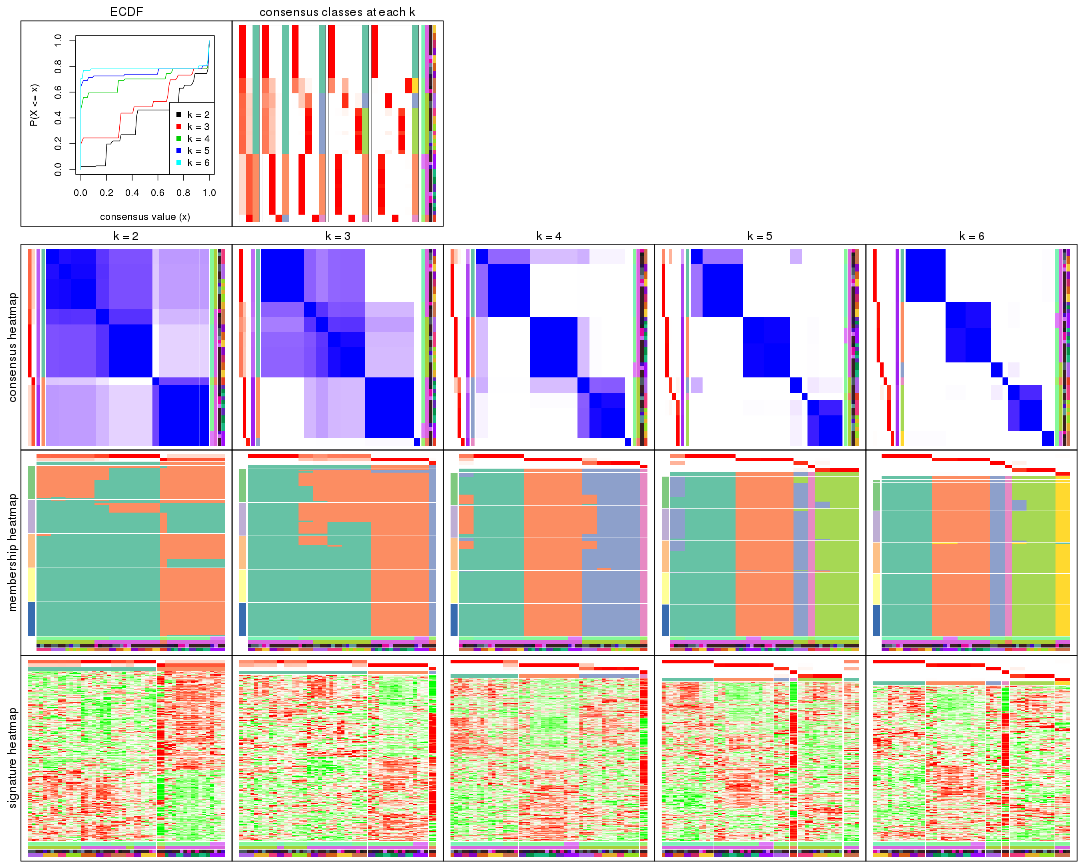 ECDF
consensus classes at each k
P(X <= x)
1.0
0.8
0.6
0.4
0.2
0.0
k = 2
k = 3
k = 4
k = 5
k = 6
0.0 0.2 0.4 0.6 0.8 1.0
consensus value (x)
k = 2
k = 3
k = 4
k = 5
k = 6
consensus heatmap
membership heatmap
signature heatmap